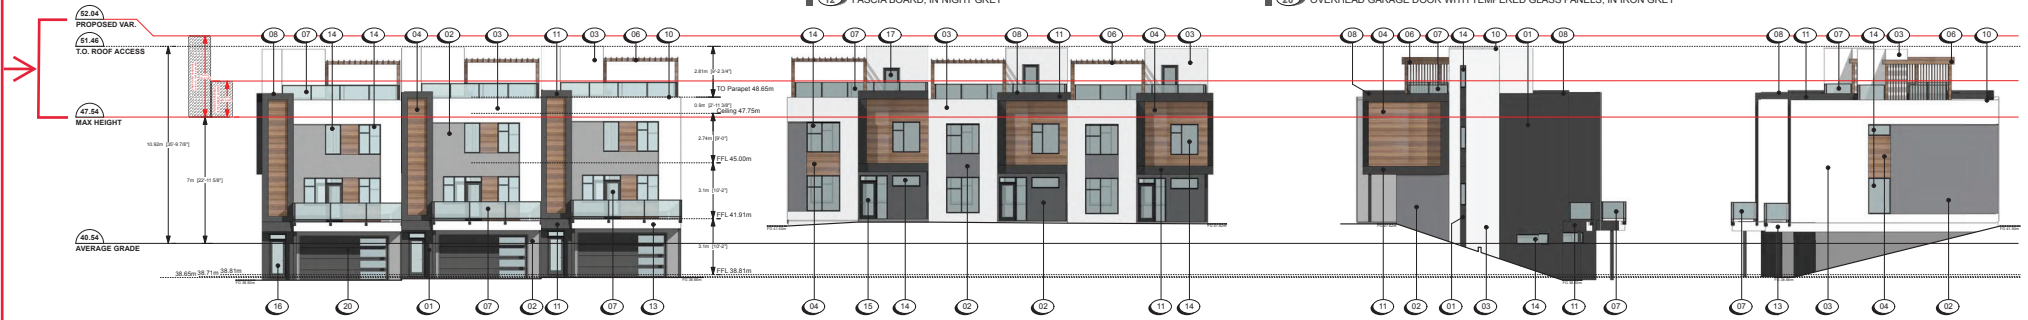 12 FASCIA BOARD, IN NIGHT GREY
20 OVERHEAD GARAGE DOOR WITH TEMPERED GLASS PANELS, IN IRON GREY
52.04
PROPOSED VAR.
51.46
T.O. ROOF ACCESS
47.54
MAX HEIGHT
40.54
AVERAGE GRADE
10.92m [35'-9 7/8"]
7m [22'-11 5/8"]
38.65m 38.71m 38.81m
08 07 14 14 04 02 03 11 03 06 10
2.81m [9'-2 3/4"]
TO Parapet 48.65m
0.9m [2'-11 3/8"]
Ceiling 47.75m
2.74m [9'-0"]
FFL 45.00m
3.1m [10'-2"]
FFL 41.91m
3.1m [10'-2"]
FFL 38.81m
16 20 01 07 02 11 07 13
14 07 17 03 08 11 06 04 03
04 15 14 02 02 11 14
08 04 06 07 14 10 01 08
11 02 01 03 14 11 07
08 11 07 14 03 06 10
07 13 03 04 02